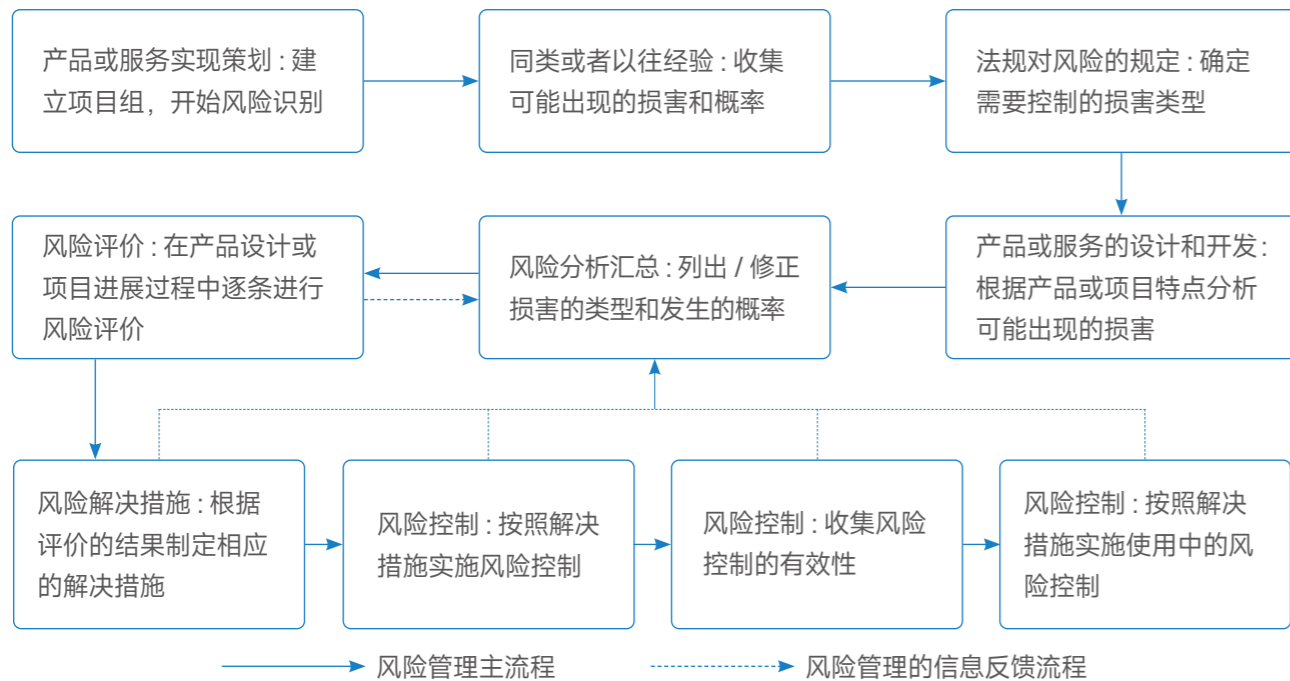 产品或服务实现策划：建
立项目组，开始风险识别
同类或者以往经验：收集
可能出现的损害和概率
法规对风险的规定：确定
需要控制的损害类型
风险评价：在产品设计或
项目进展过程中逐条进行
风险评价
风险分析汇总：列出 / 修正
损害的类型和发生的概率
产品或服务的设计和开发：
根据产品或项目特点分析
可能出现的损害
风险解决措施：根据
评价的结果制定相应
的解决措施
风险控制：按照解决
措施实施风险控制
风险控制：收集风险
控制的有效性
风险控制：按照解决
措施实施使用中的风
险控制
风险管理主流程
风险管理的信息反馈流程